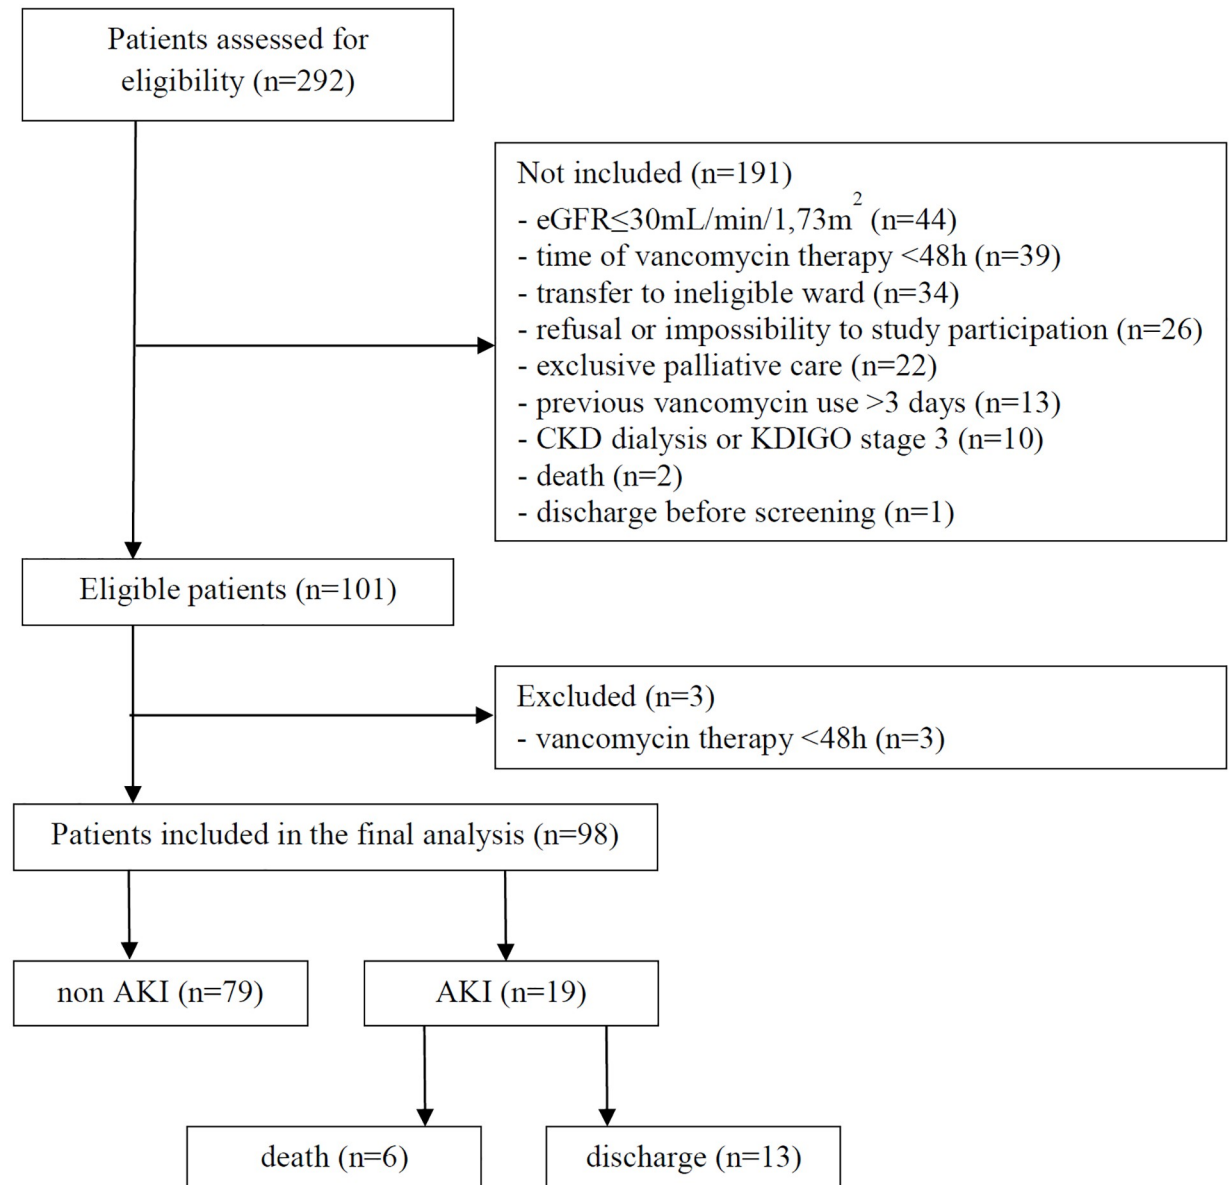 Patients assessed for
eligibility (n=292)
Not included (n=191)
- eGFR≤30mL/min/1,73m² (n=44)
- time of vancomycin therapy <48h (n=39)
- transfer to ineligible ward (n=34)
- refusal or impossibility to study participation (n=26)
- exclusive palliative care (n=22)
- previous vancomycin use >3 days (n=13)
- CKD dialysis or KDIGO stage 3 (n=10)
- death (n=2)
- discharge before screening (n=1)
Eligible patients (n=101)
Excluded (n=3)
- vancomycin therapy <48h (n=3)
Patients included in the final analysis (n=98)
non AKI (n=79)
AKI (n=19)
death (n=6)
discharge (n=13)